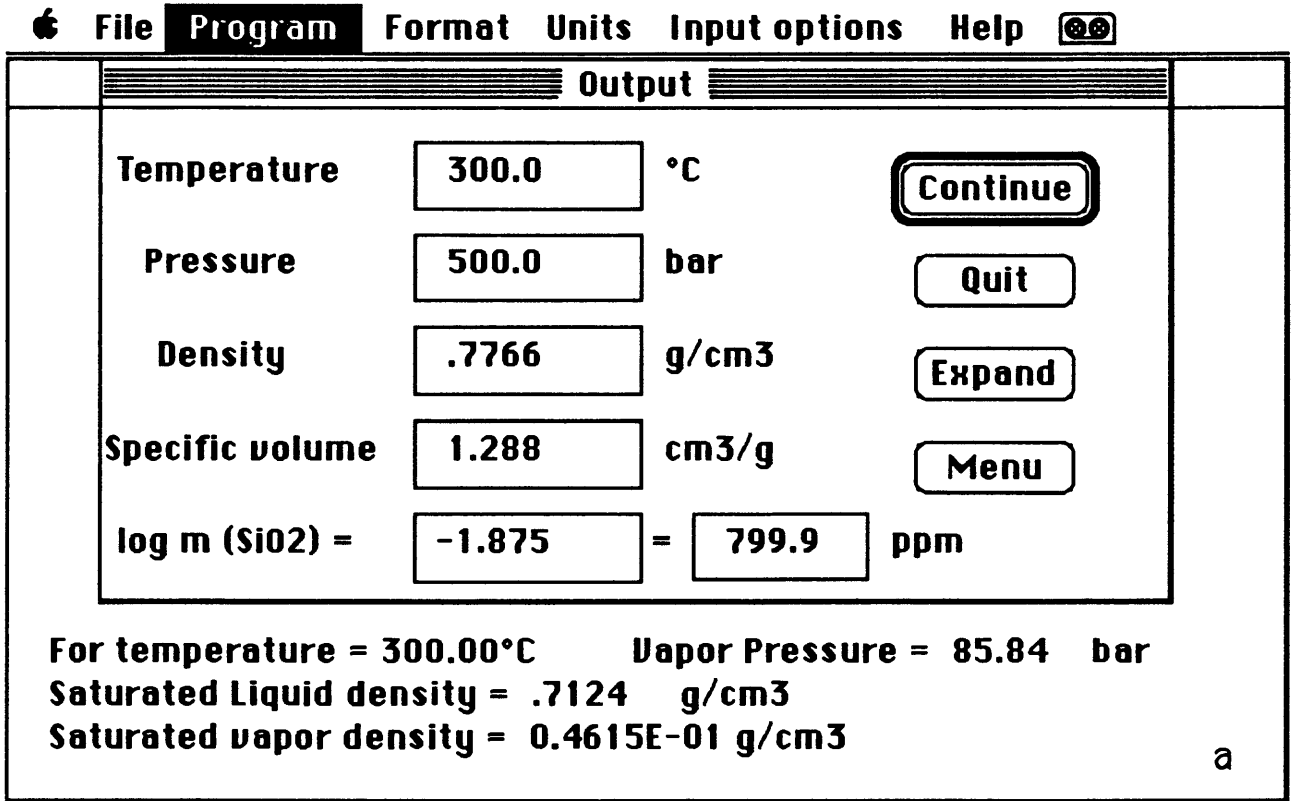 File Program Format Units Input options Help
Output
Temperature 300.0 °C Continue
Pressure 500.0 bar Quit
Density .7766 g/cm3 Expand
Specific volume 1.288 cm3/g Menu
log m (SiO2) = -1.875 = 799.9 ppm
For temperature = 300.00°C Vapor Pressure = 85.84 bar
Saturated Liquid density = .7124 g/cm3
Saturated vapor density = 0.4615E-01 g/cm3
a